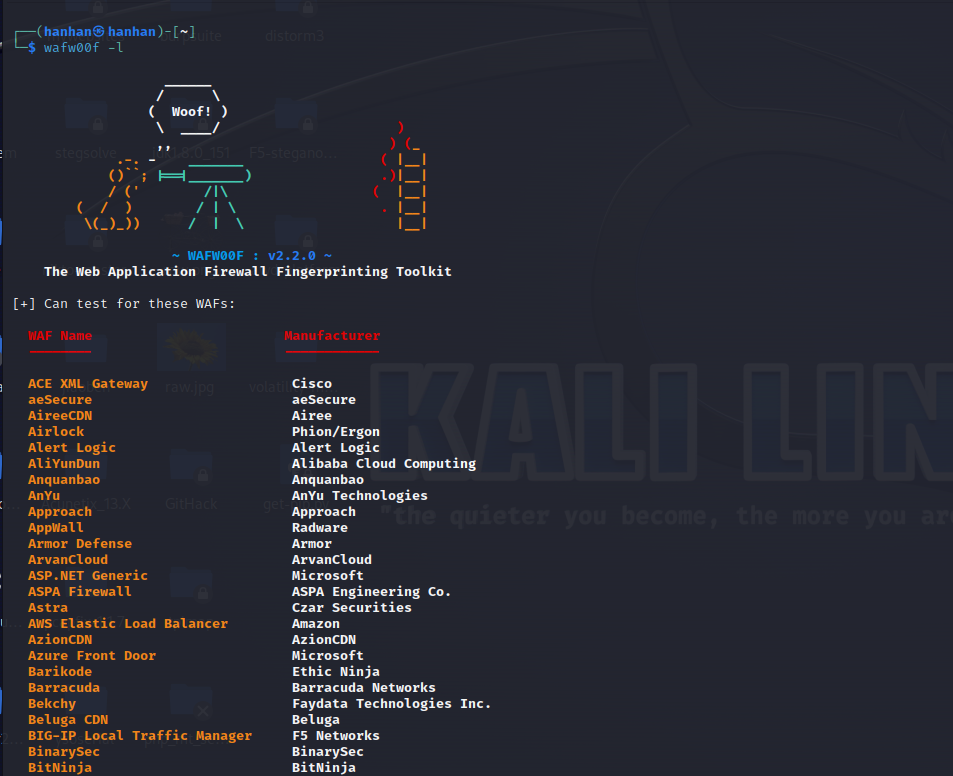 ┌──(hanhan㉿hanhan)-[~]
└─$ wafw00f -l
Woof!
~ WAFW00F : v2.2.0 ~
The Web Application Firewall Fingerprinting Toolkit
[+] Can test for these WAFs:
WAF Name Manufacturer
ACE XML Gateway Cisco
aeSecure aeSecure
AireeCDN Airee
Airlock Phion/Ergon
Alert Logic Alert Logic
AliYunDun Alibaba Cloud Computing
Anquanbao Anquanbao
AnYu AnYu Technologies
Approach Approach
AppWall Radware
Armor Defense Armor
ArvanCloud ArvanCloud
ASP.NET Generic Microsoft
ASPA Firewall ASPA Engineering Co.
Astra Czar Securities
AWS Elastic Load Balancer Amazon
AzionCDN AzionCDN
Azure Front Door Microsoft
Barikode Ethic Ninja
Barracuda Barracuda Networks
Bekchy Faydata Technologies Inc.
Beluga CDN Beluga
BIG-IP Local Traffic Manager F5 Networks
BinarySec BinarySec
BitNinja BitNinja
distorm3
stegsolve
F5-stegano...
raw.jpg
GitHack
KALI LIN
"the quieter you become, the more you are